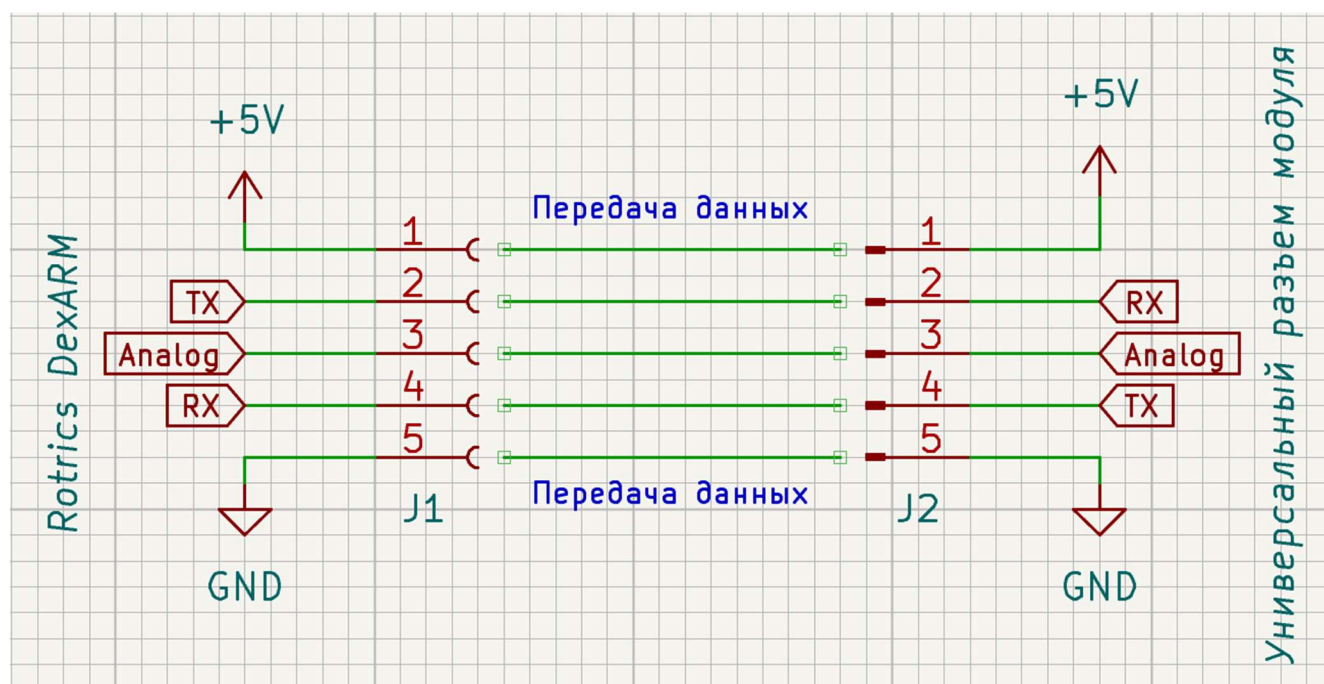 +5V
+5V
Передача данных
1
1
TX
2
2
RX
Analog
3
3
Analog
RX
4
4
TX
5
5
Передача данных
J1
J2
GND
GND
Rotrics DexARM
Универсальный разъем модуля